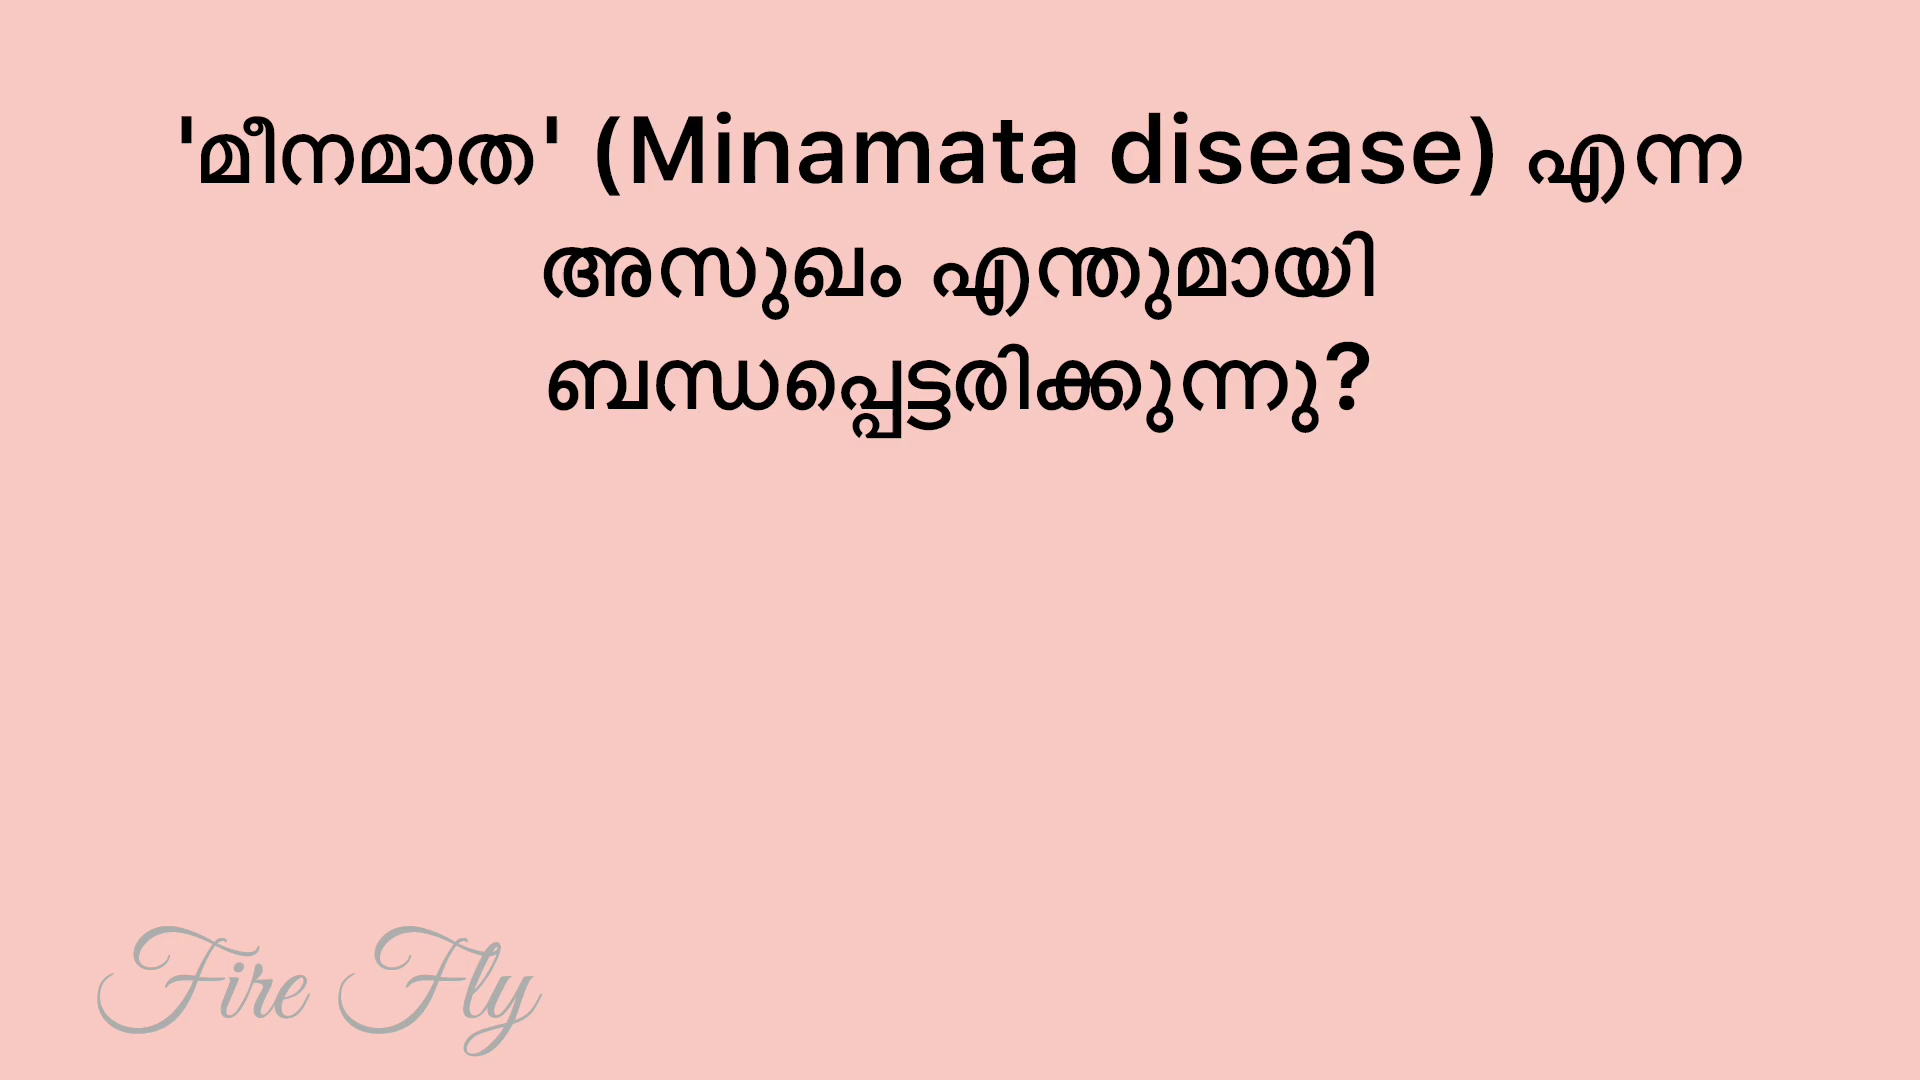 'മീനമാത' (Minamata disease) എന്ന
അസുഖം എന്തുമായി
ബന്ധപ്പെട്ടരിക്കുന്നു?
Fire Fly